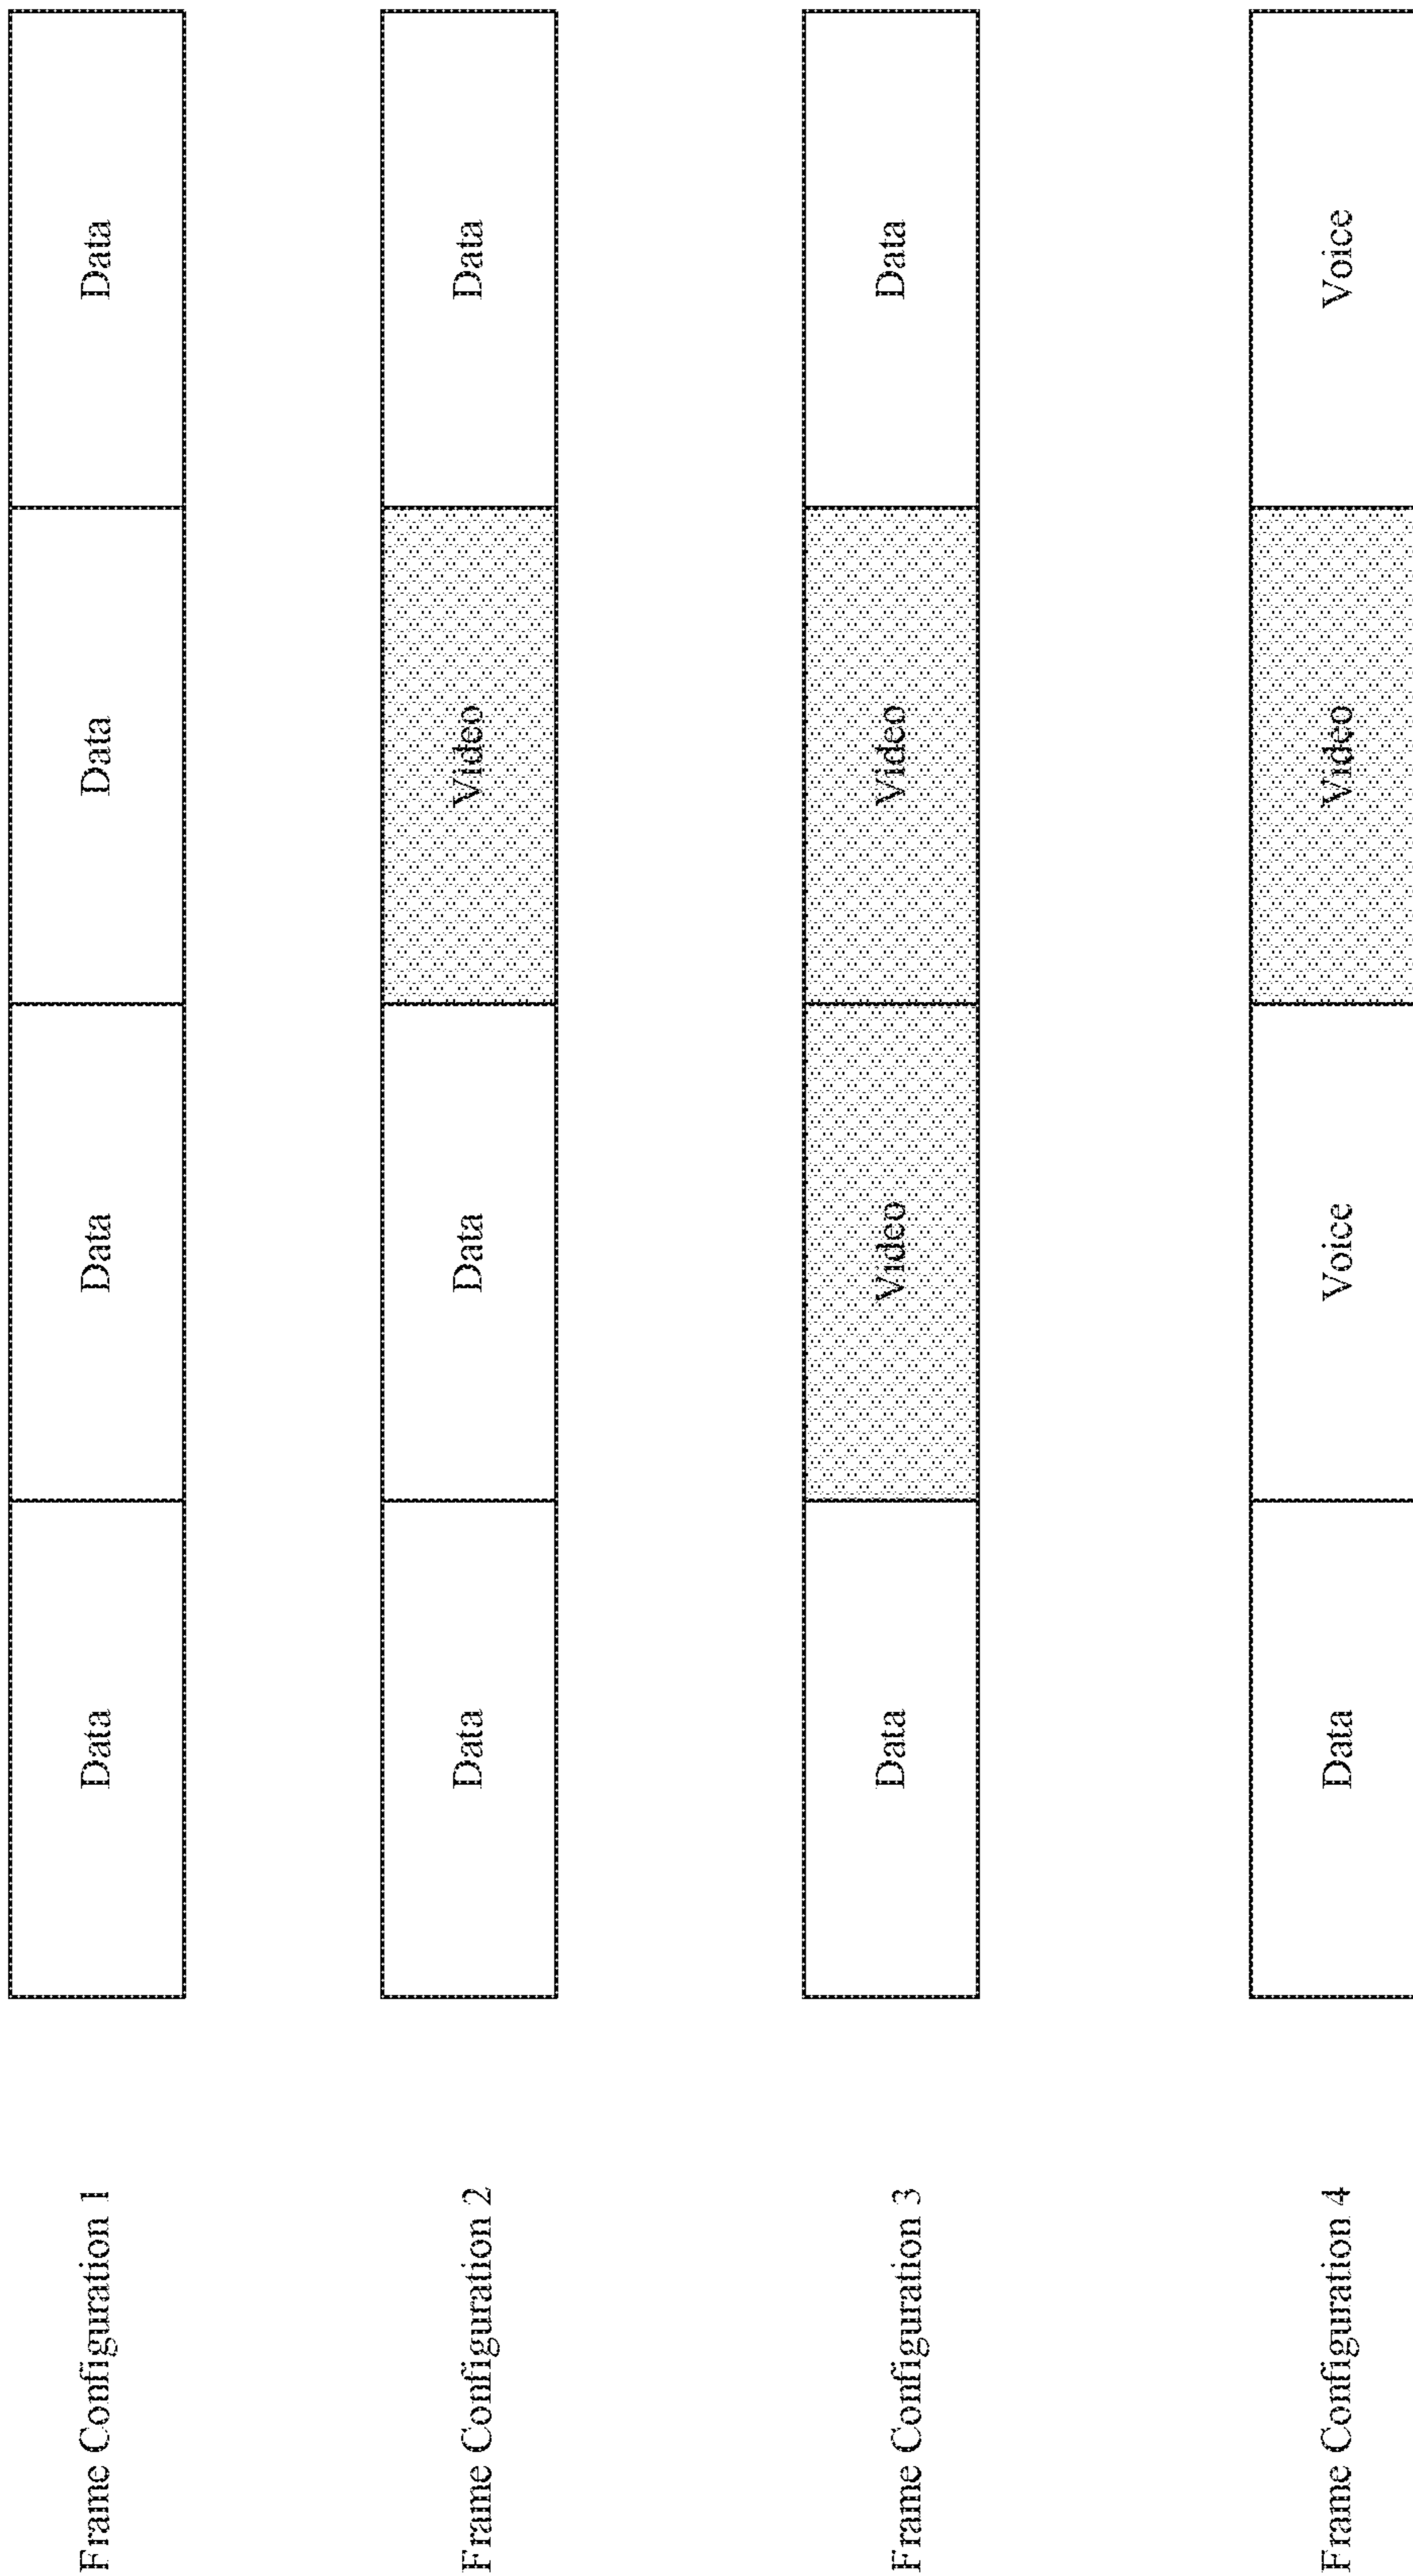 Frame Configuration 1
Data
Data
Data
Data
Frame Configuration 2
Data
Data
Video
Data
Frame Configuration 3
Data
Video
Video
Data
Frame Configuration 4
Data
Voice
Video
Voice